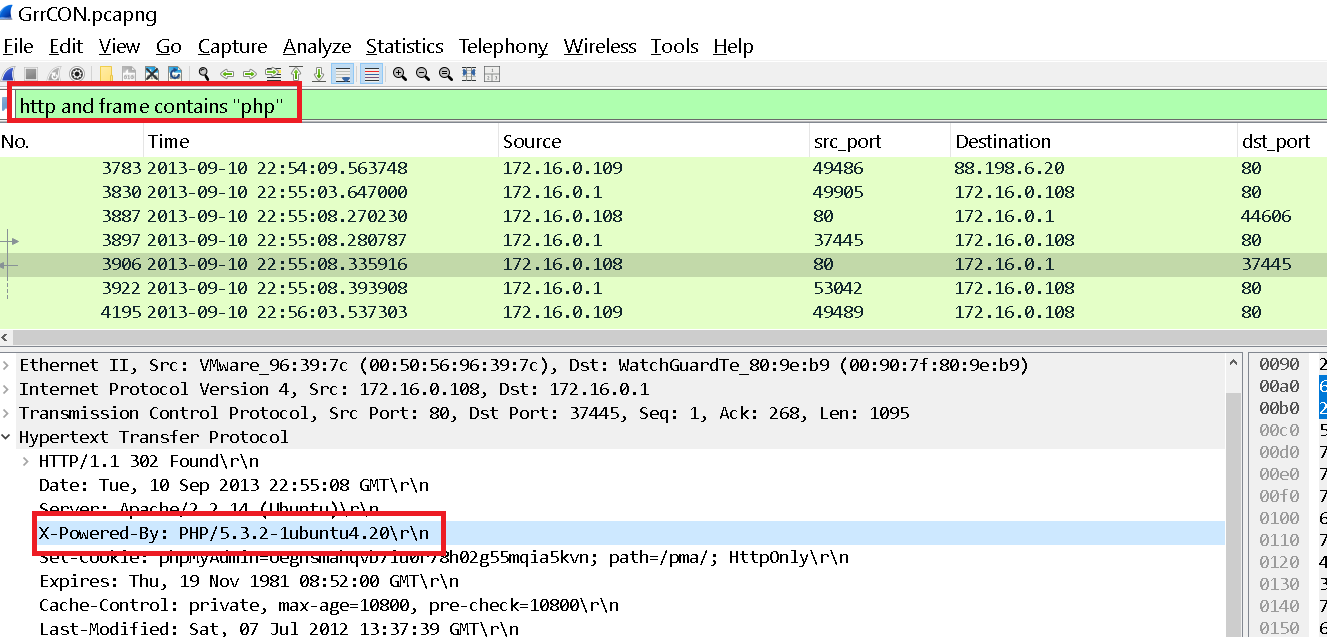 GrrCON.pcapng
File Edit View Go Capture Analyze Statistics Telephony Wireless Tools Help
http and frame contains "php"
No. Time Source src_port Destination dst_port
3783 2013-09-10 22:54:09.563748 172.16.0.109 49486 88.198.6.20 80
3830 2013-09-10 22:55:03.647000 172.16.0.1 49905 172.16.0.108 80
3887 2013-09-10 22:55:08.270230 172.16.0.108 80 172.16.0.1 44606
3897 2013-09-10 22:55:08.280787 172.16.0.1 37445 172.16.0.108 80
3906 2013-09-10 22:55:08.335916 172.16.0.108 80 172.16.0.1 37445
3922 2013-09-10 22:55:08.393908 172.16.0.1 53042 172.16.0.108 80
4195 2013-09-10 22:56:03.537303 172.16.0.109 49489 172.16.0.108 80
Ethernet II, Src: VMware_96:39:7c (00:50:56:96:39:7c), Dst: WatchGuardTe_80:9e:b9 (00:90:7f:80:9e:b9)
Internet Protocol Version 4, Src: 172.16.0.108, Dst: 172.16.0.1
Transmission Control Protocol, Src Port: 80, Dst Port: 37445, Seq: 1, Ack: 268, Len: 1095
Hypertext Transfer Protocol
HTTP/1.1 302 Found\r\n
Date: Tue, 10 Sep 2013 22:55:08 GMT\r\n
Server: Apache/2.2.14 (Ubuntu)\r\n
X-Powered-By: PHP/5.3.2-1ubuntu4.20\r\n
Set-Cookie: path=/pma/; HttpOnly\r\n
Expires: Thu, 19 Nov 1981 08:52:00 GMT\r\n
Cache-Control: private, max-age=10800, pre-check=10800\r\n
Last-Modified: Sat, 07 Jul 2012 13:37:39 GMT\r\n
0090 2
00a0 6
00b0 2
00c0 5
00d0 7
00e0 7
00f0 7
0100 6
0110 7
0120 4
0130 3
0140 7
0150 6